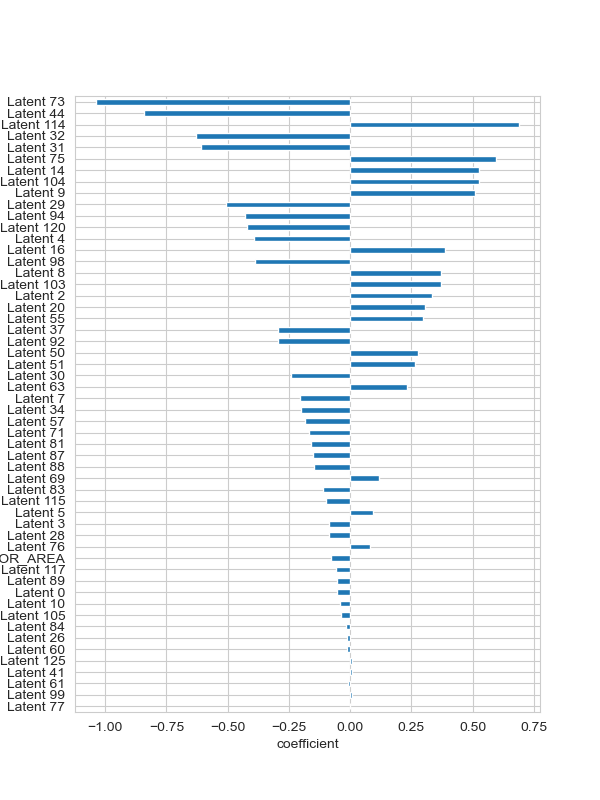 Latent 73
Latent 44
Latent 114
Latent 32
Latent 31
Latent 75
Latent 14
Latent 104
Latent 9
Latent 29
Latent 94
Latent 120
Latent 4
Latent 16
Latent 98
Latent 8
Latent 103
Latent 2
Latent 20
Latent 55
Latent 37
Latent 92
Latent 50
Latent 51
Latent 30
Latent 63
Latent 7
Latent 34
Latent 57
Latent 71
Latent 81
Latent 87
Latent 88
Latent 69
Latent 83
Latent 115
Latent 5
Latent 3
Latent 28
Latent 76
OR_AREA
Latent 117
Latent 89
Latent 0
Latent 10
Latent 105
Latent 84
Latent 26
Latent 60
Latent 125
Latent 41
Latent 61
Latent 99
Latent 77
−1.00 −0.75 −0.50 −0.25 0.00 0.25 0.50 0.75
coefficient